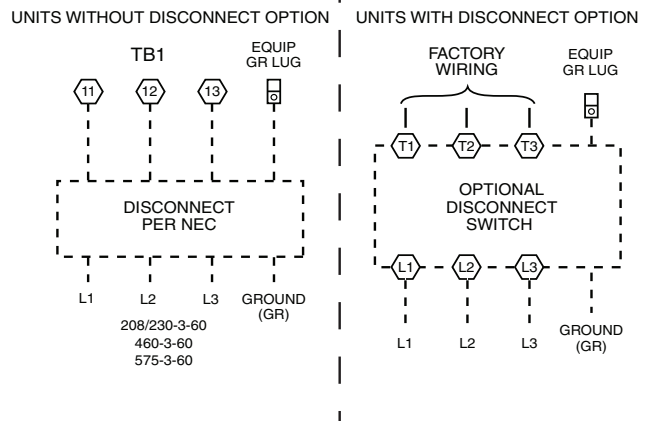 UNITS WITHOUT DISCONNECT OPTION
TB1
EQUIP
GR LUG
11
12
13
DISCONNECT
PER NEC
L1
L2
L3
GROUND
(GR)
208/230-3-60
460-3-60
575-3-60
UNITS WITH DISCONNECT OPTION
FACTORY
WIRING
EQUIP
GR LUG
T1
T2
T3
OPTIONAL
DISCONNECT
SWITCH
L1
L2
L3
L1
L2
L3
GROUND
(GR)